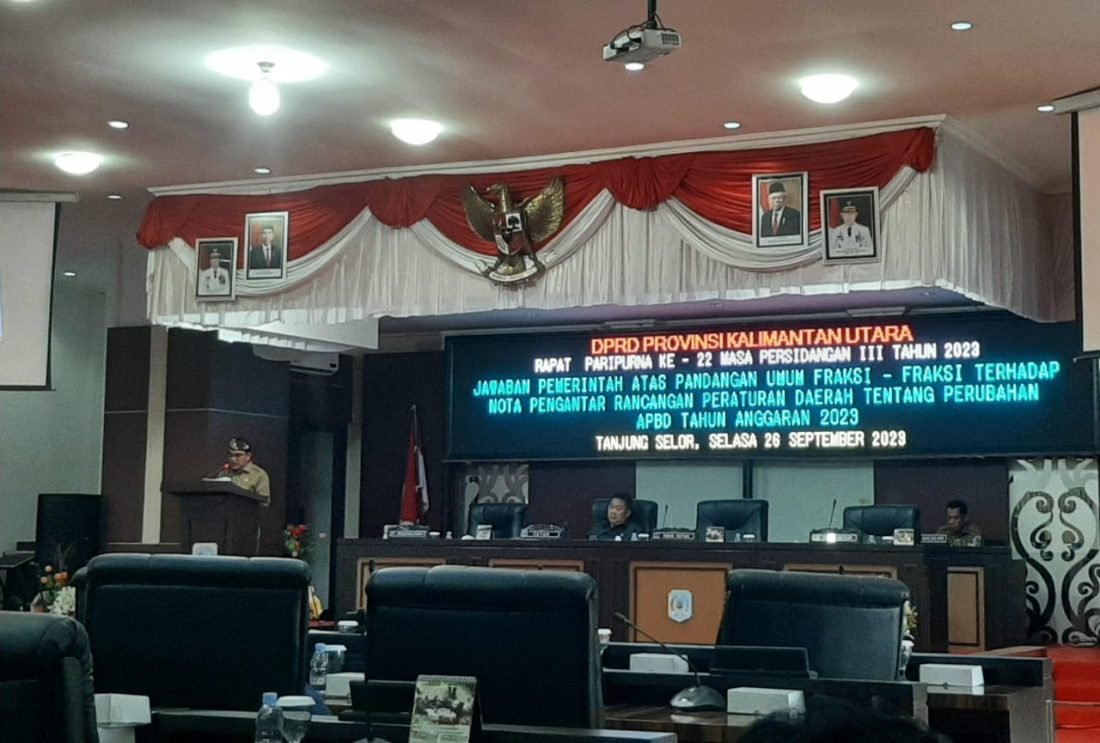 DPRD PROVINSI KALIMANTAN UTARA
RAPAT PARIPURNA KE - 22 MASA PERSIDANGAN III TAHUN 2023
JAWABAN PEMERINTAH ATAS PANDANGAN UMUM FRAKSI - FRAKSI TERHADAP
NOTA PENGANTAR RANCANGAN PERATURAN DAERAH TENTANG PERUBAHAN
APBD TAHUN ANGGARAN 2023
TANJUNG SELOR, SELASA 26 SEPTEMBER 2023